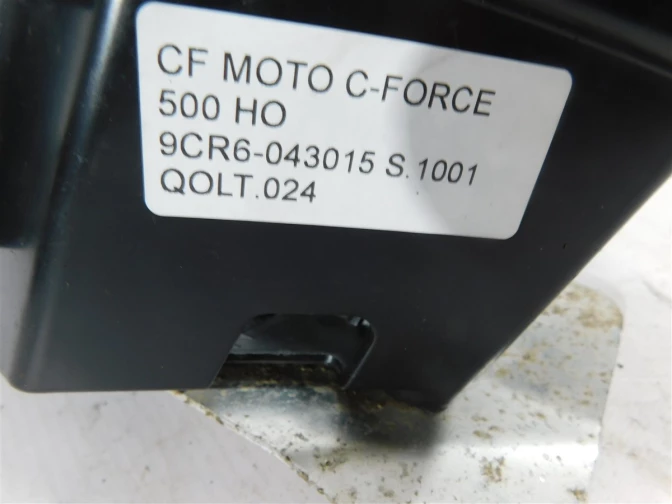 CF MOTO C-FORCE
500 HO
9CR6-043015 S.1001
QOLT.024